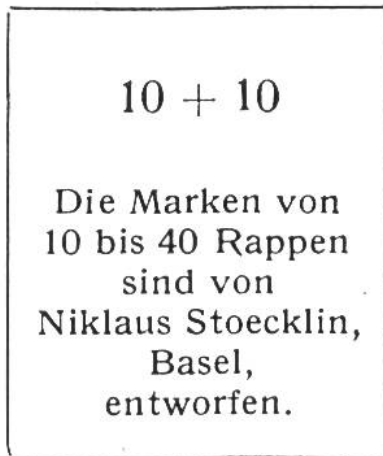 10 + 10
Die Marken von
10 bis 40 Rappen
sind von
Niklaus Stoecklin,
Basel,
entworfen.